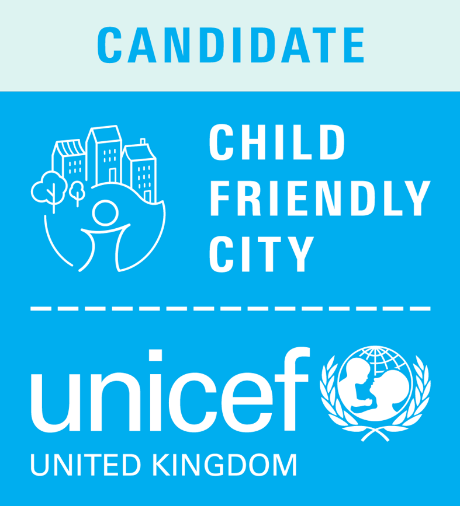 CANDIDATE
CHILD
FRIENDLY
CITY
unicef
UNITED KINGDOM